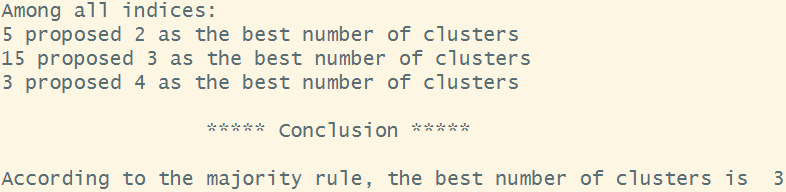 Among all indices:
5 proposed 2 as the best number of clusters
15 proposed 3 as the best number of clusters
3 proposed 4 as the best number of clusters
***** Conclusion *****
According to the majority rule, the best number of clusters is  3